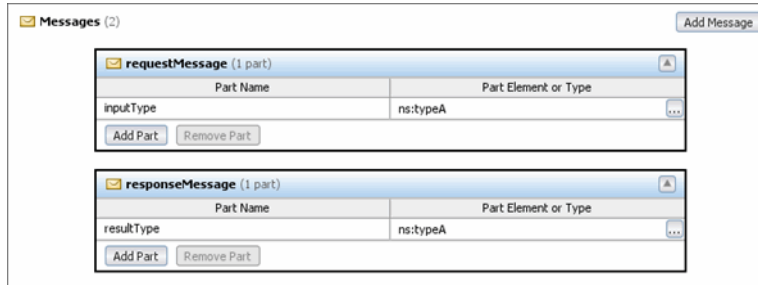 Messages (2)
Add Message
requestMessage (1 part)
Part Name Part Element or Type
inputType ns:typeA ...
Add Part Remove Part
responseMessage (1 part)
Part Name Part Element or Type
resultType ns:typeA ...
Add Part Remove Part